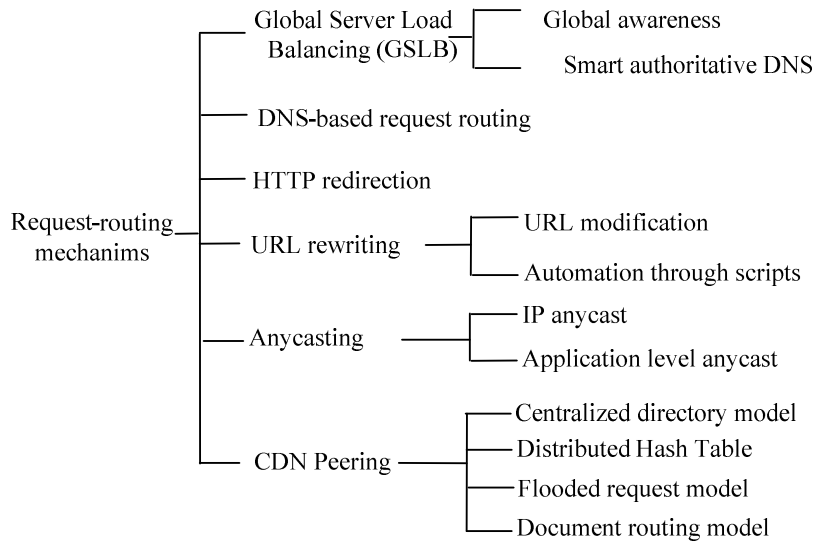 Request-routing
mechanims
Global Server Load
Balancing (GSLB)
Global awareness
Smart authoritative DNS
DNS-based request routing
HTTP redirection
URL rewriting
URL modification
Automation through scripts
Anycasting
IP anycast
Application level anycast
CDN Peering
Centralized directory model
Distributed Hash Table
Flooded request model
Document routing model